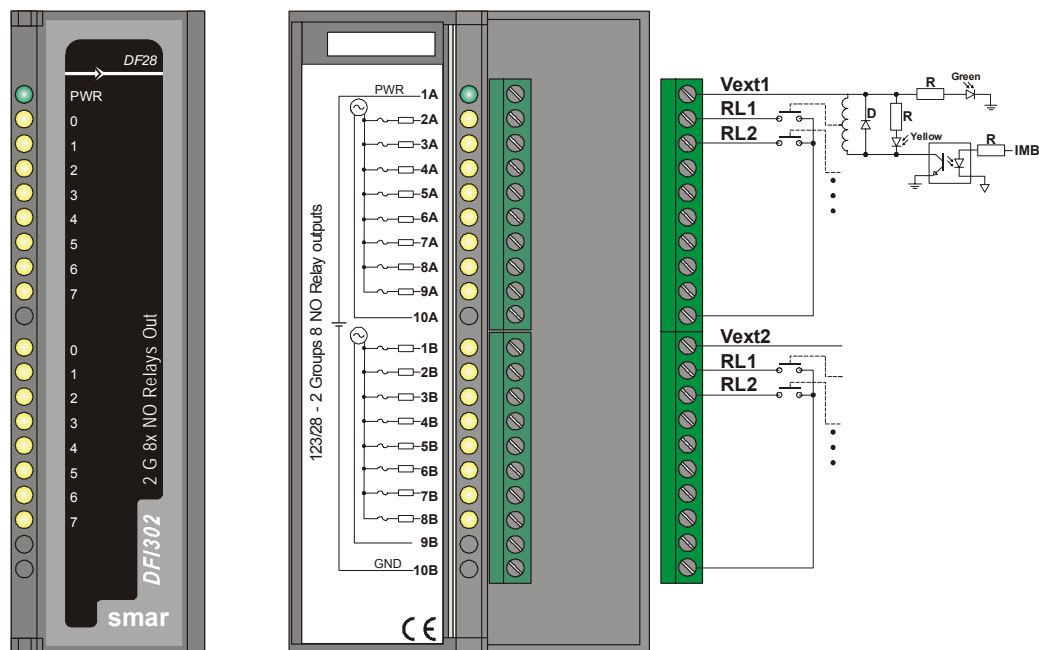 DF28
PWR
0
1
2
3
4
5
6
7
0
1
2
3
4
5
6
7
2 G 8x NO Relays Out
DFI302
smar
123/28 - 2 Groups 8 NO Relay outputs
PWR 1A
2A
3A
4A
5A
6A
7A
8A
9A
10A
1B
2B
3B
4B
5B
6B
7B
8B
9B
GND 10B
CE
Vext1
RL1
RL2
R
Green
D
R
Yellow
R
IMB
Vext2
RL1
RL2